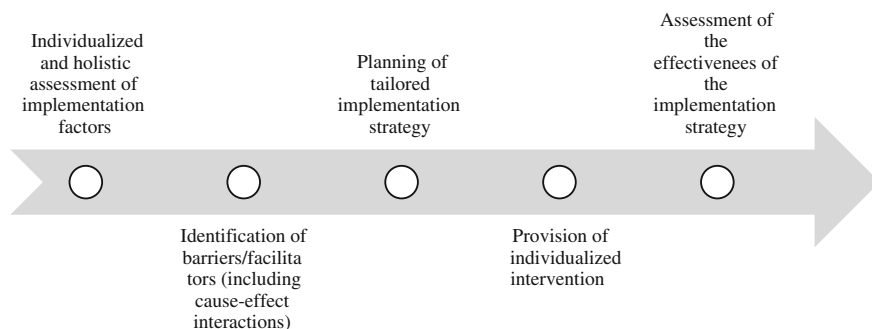 Individualized
and holistic
assessment of
implementation
factors
Identification of
barriers/facilita
tors (including
cause-effect
interactions)
Planning of
tailored
implementation
strategy
Provision of
individualized
intervention
Assessment of
the
effectivenees of
the
implementation
strategy